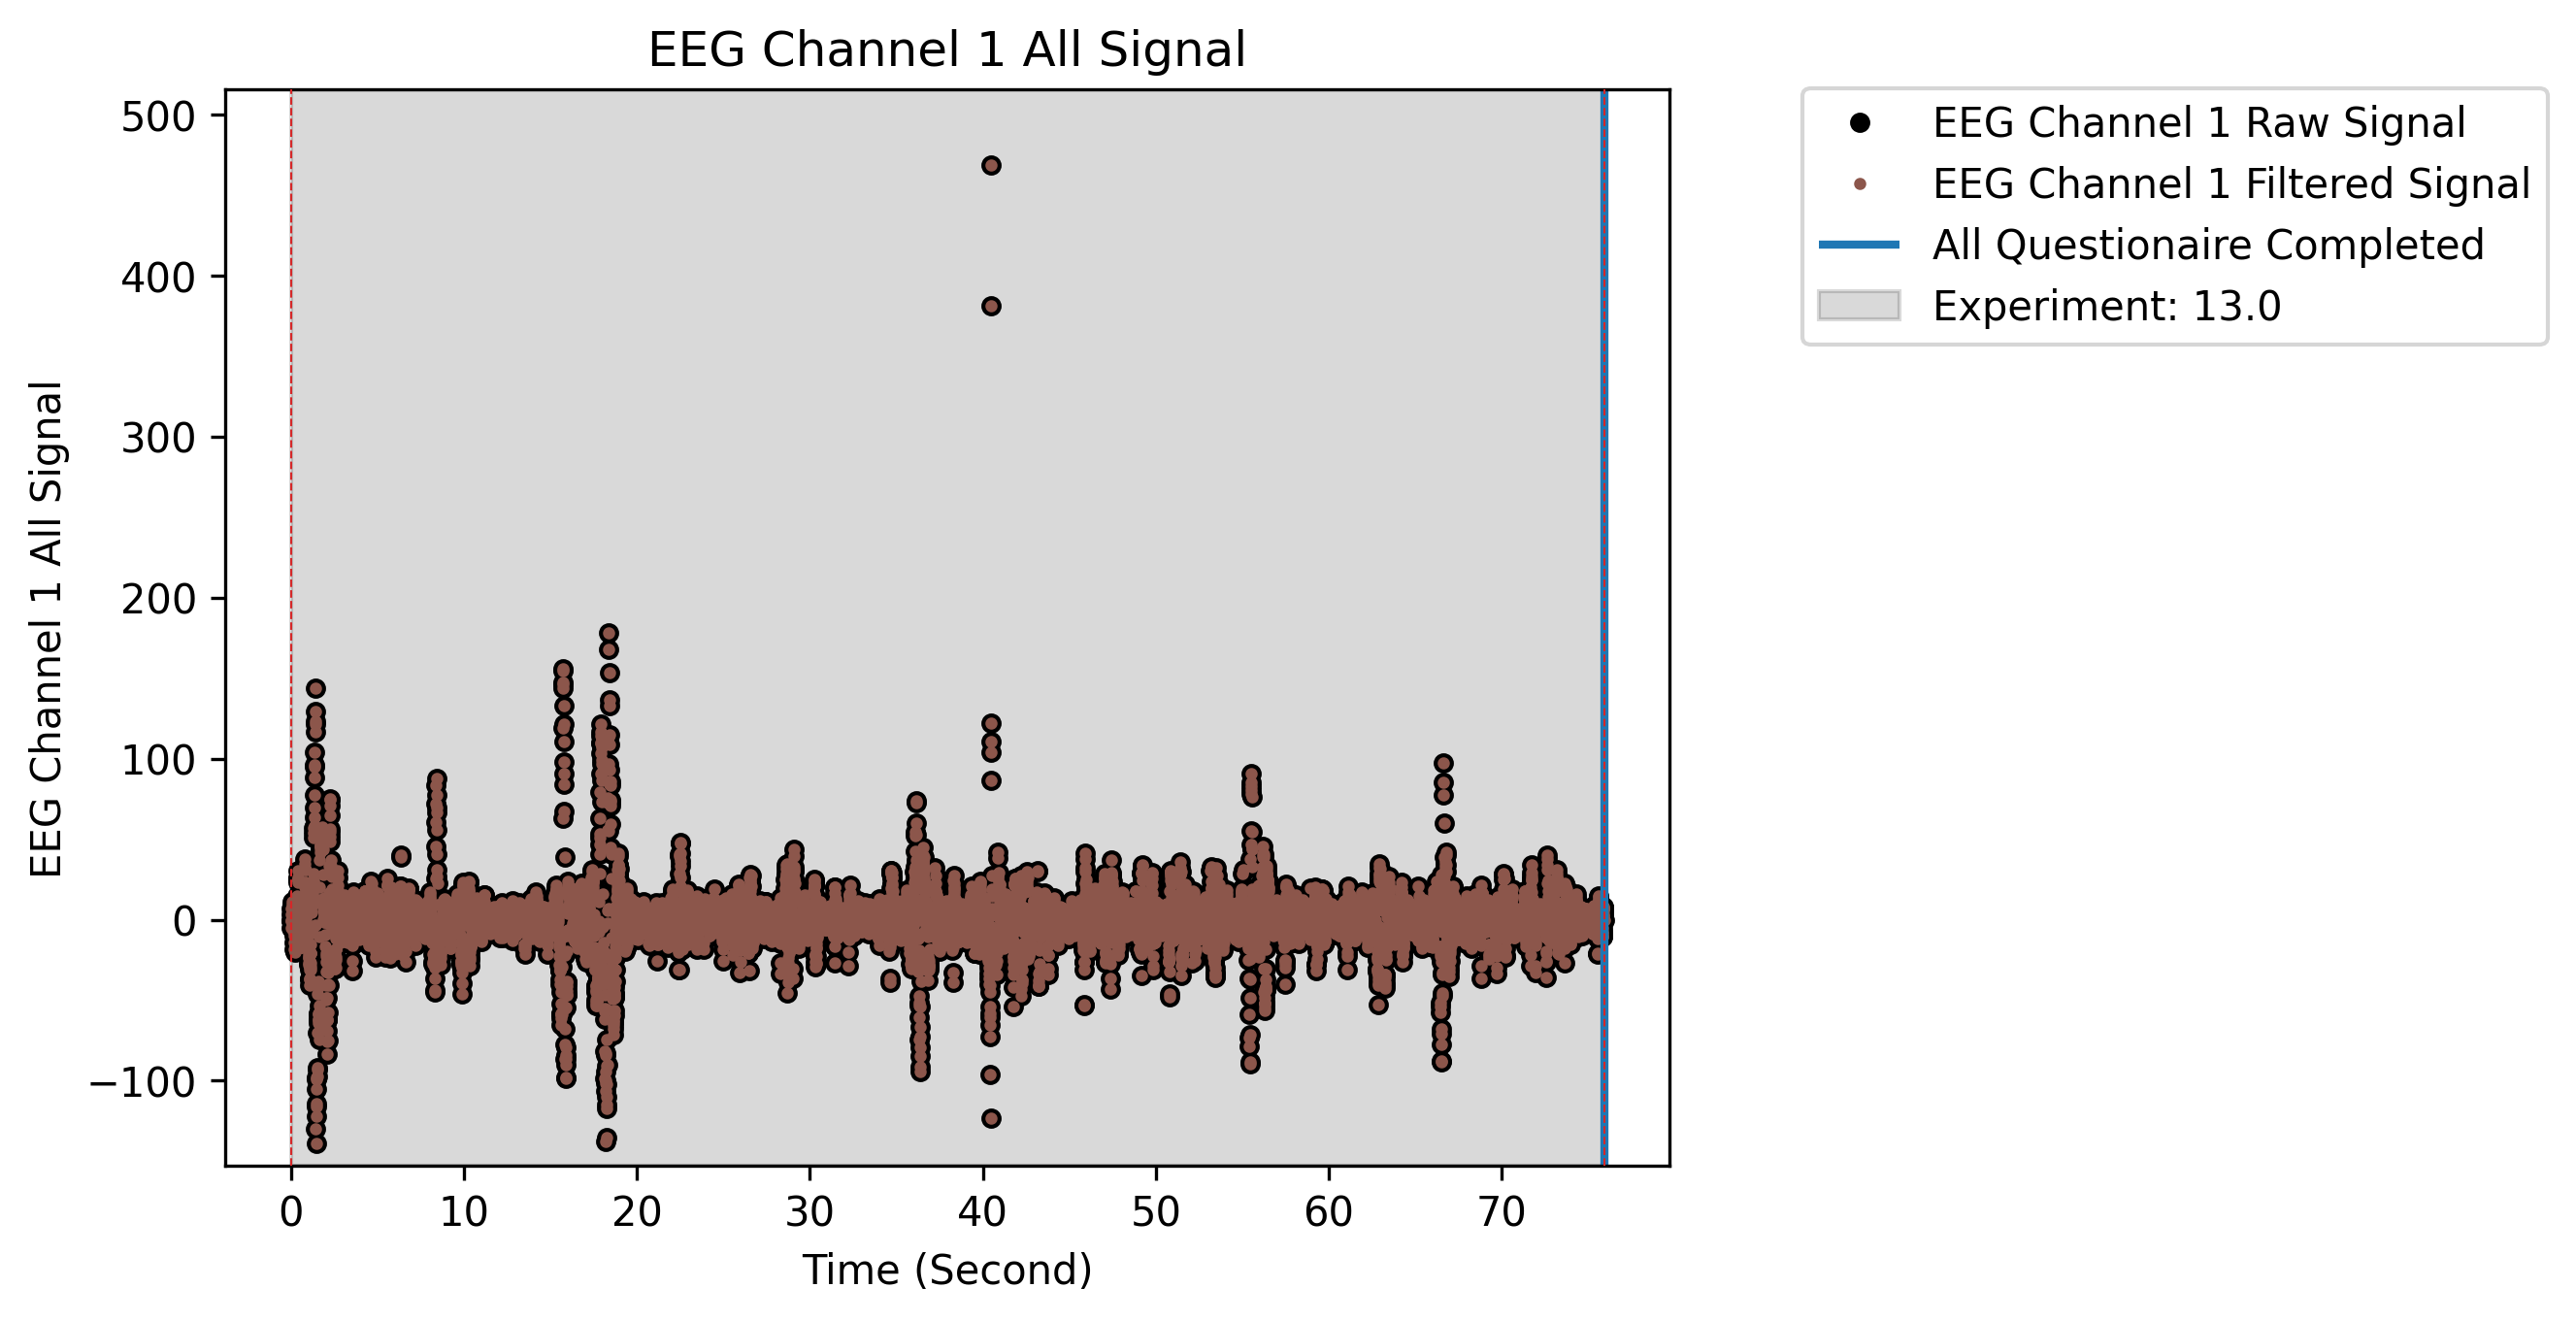 EEG Channel 1 All Signal
EEG Channel 1 All Signal
500
400
300
200
100
0
−100
0 10 20 30 40 50 60 70
Time (Second)
EEG Channel 1 Raw Signal
EEG Channel 1 Filtered Signal
All Questionaire Completed
Experiment: 13.0